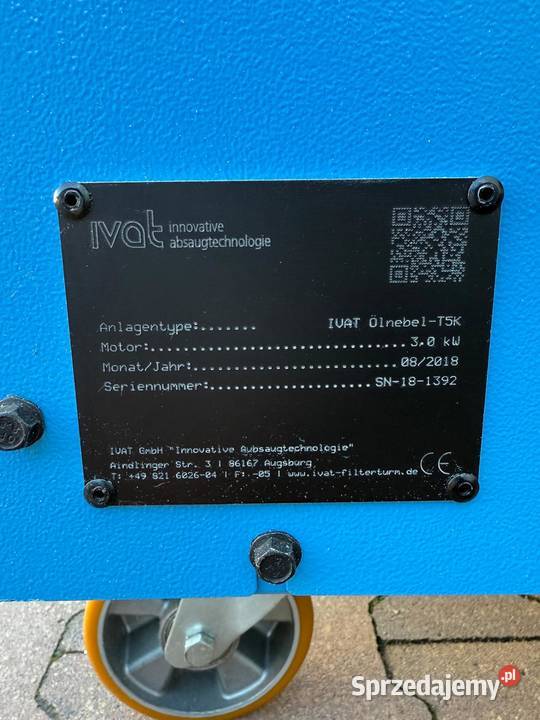 ivat innovative
absaugtechnologie
Anlagentype:....... IVAT Ölnebel-T5K
Motor:..................................3,0 kW
Monat/Jahr:...........................08/2018
Seriennummer:.....................SN-18-1392
IVAT GmbH "Innovative Aubsaugtechnologie"
Aindlinger Str. 3 | 86167 Augsburg
T: +49 821 6026-04 | F: -05 | www.ivat-filterturm.de
CE
Sprzedajemy.pl